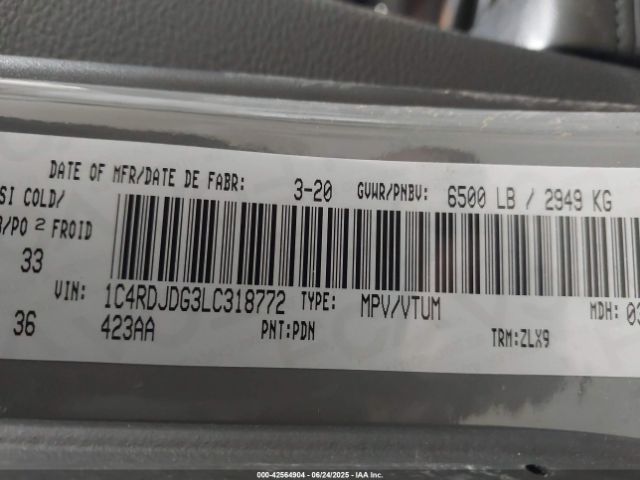 DATE OF MFR/DATE DE FABR: 3-20 GVWR/PNBV: 6500 LB / 2949 KG
SI COLD/
/PO 2 FROID
33
VIN: 1C4RDJDG3LC318772 TYPE: MPV/VTUM MDH: 03
36 423AA PNT:PDN TRM:ZLX9
000-42564904 - 06/24/2025 - IAA Inc.